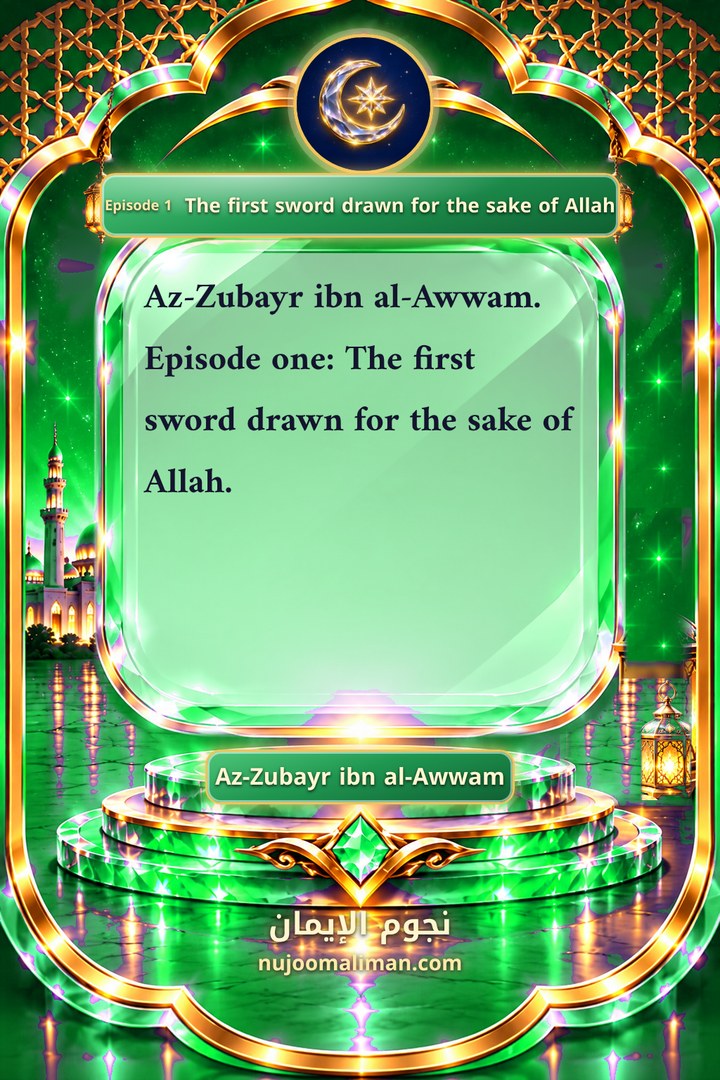 Episode 1 The first sword drawn for the sake of Allah
Az-Zubayr ibn al-Awwam.
Episode one: The first
sword drawn for the sake of
Allah.
Az-Zubayr ibn al-Awwam
نجوم الإيمان
nujoomaliman.com